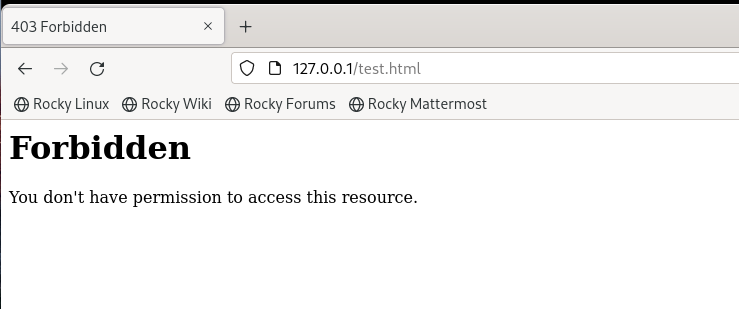 403 Forbidden
127.0.0.1/test.html
Rocky Linux Rocky Wiki Rocky Forums Rocky Mattermost
Forbidden
You don't have permission to access this resource.